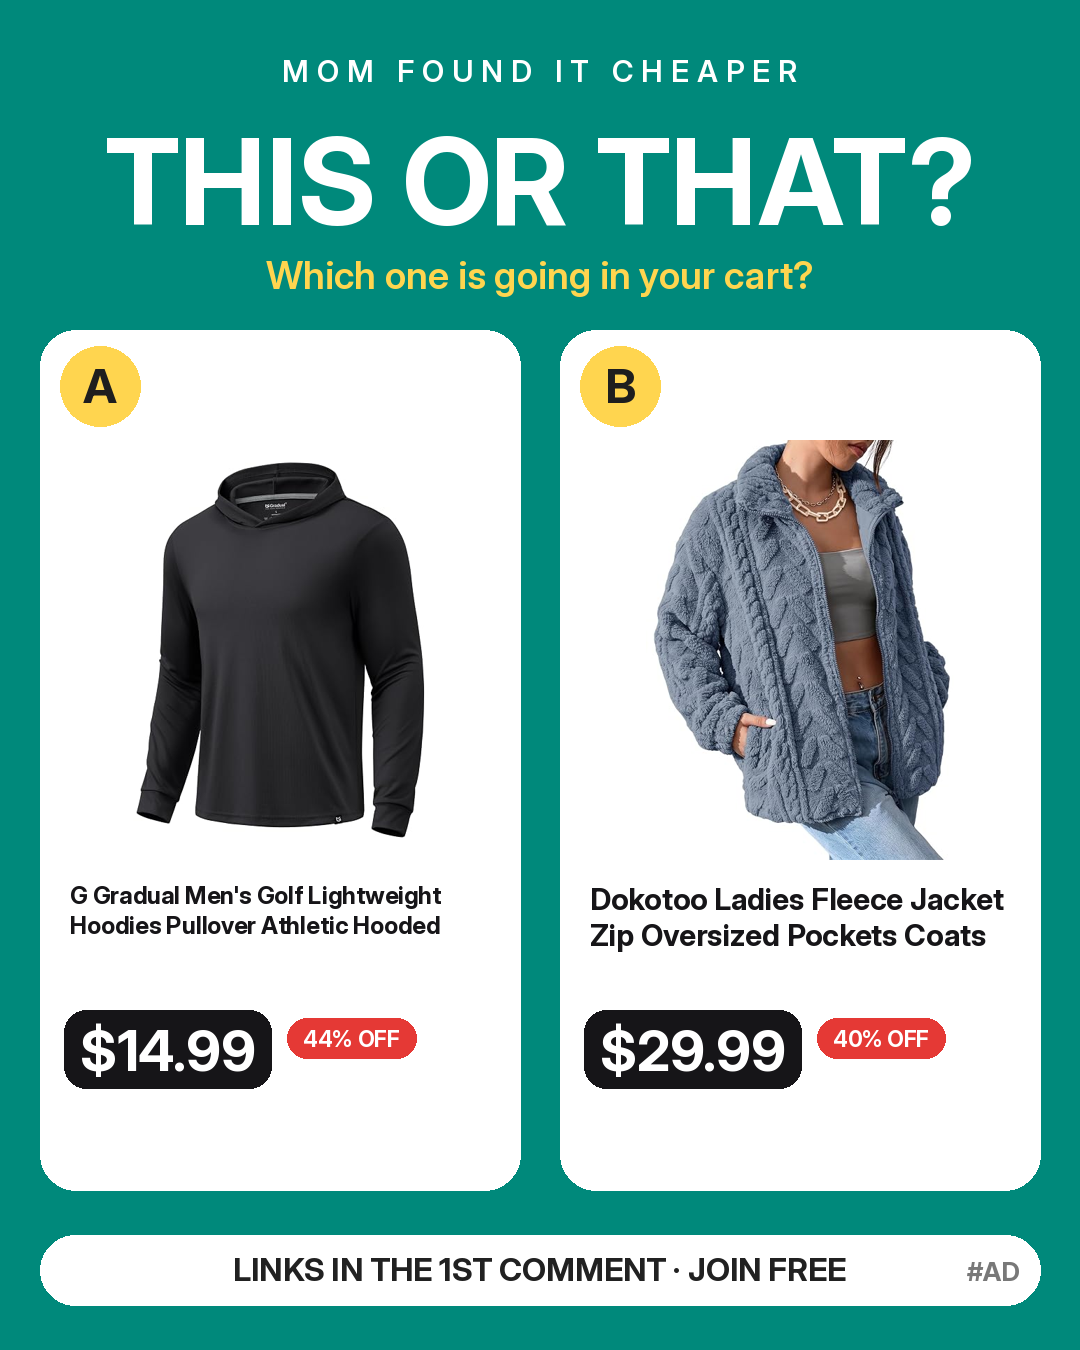 MOM FOUND IT CHEAPER
THIS OR THAT?
Which one is going in your cart?
A
G Gradual
G Gradual Men's Golf Lightweight
Hoodies Pullover Athletic Hooded
$14.99
44% OFF
B
Dokotoo Ladies Fleece Jacket
Zip Oversized Pockets Coats
$29.99
40% OFF
LINKS IN THE 1ST COMMENT · JOIN FREE
#AD